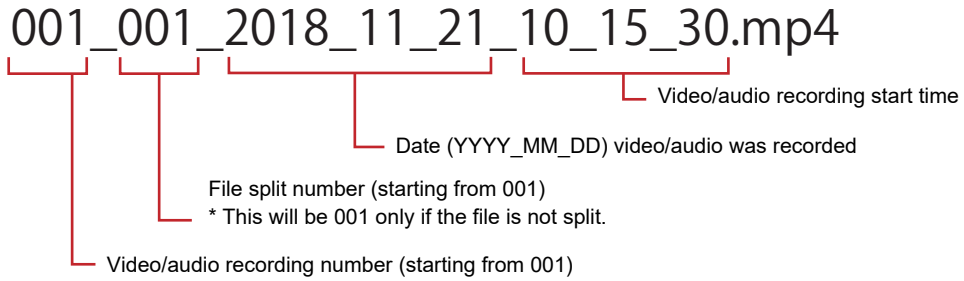 001_001_2018_11_21_10_15_30.mp4
Video/audio recording start time
Date (YYYY_MM_DD) video/audio was recorded
File split number (starting from 001)
* This will be 001 only if the file is not split.
Video/audio recording number (starting from 001)